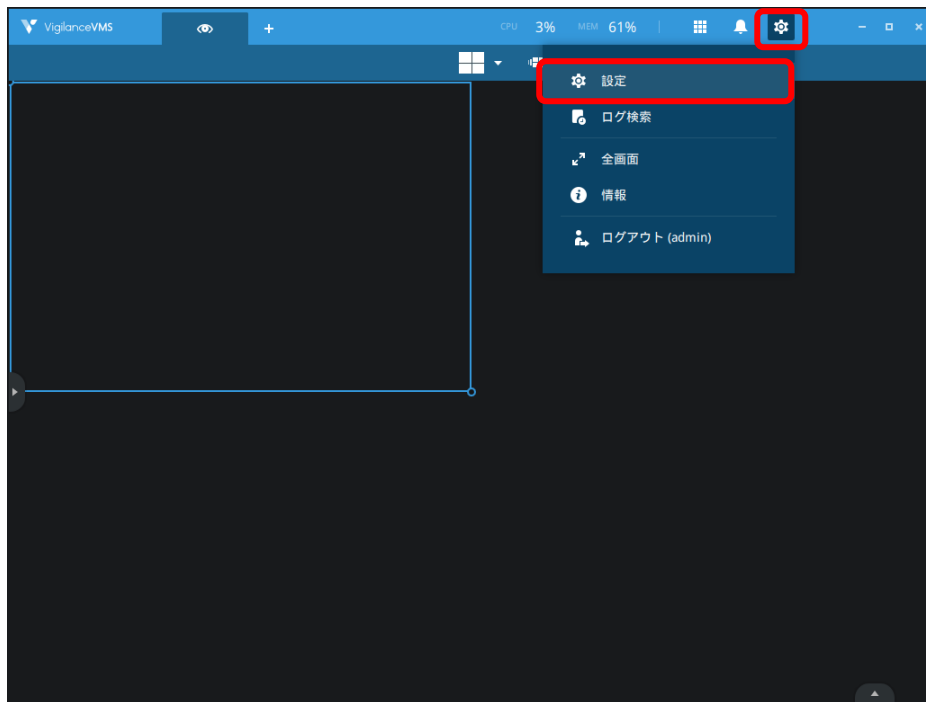 VigilanceVMS
CPU 3% MEM 61%
設定
ログ検索
全画面
情報
ログアウト (admin)